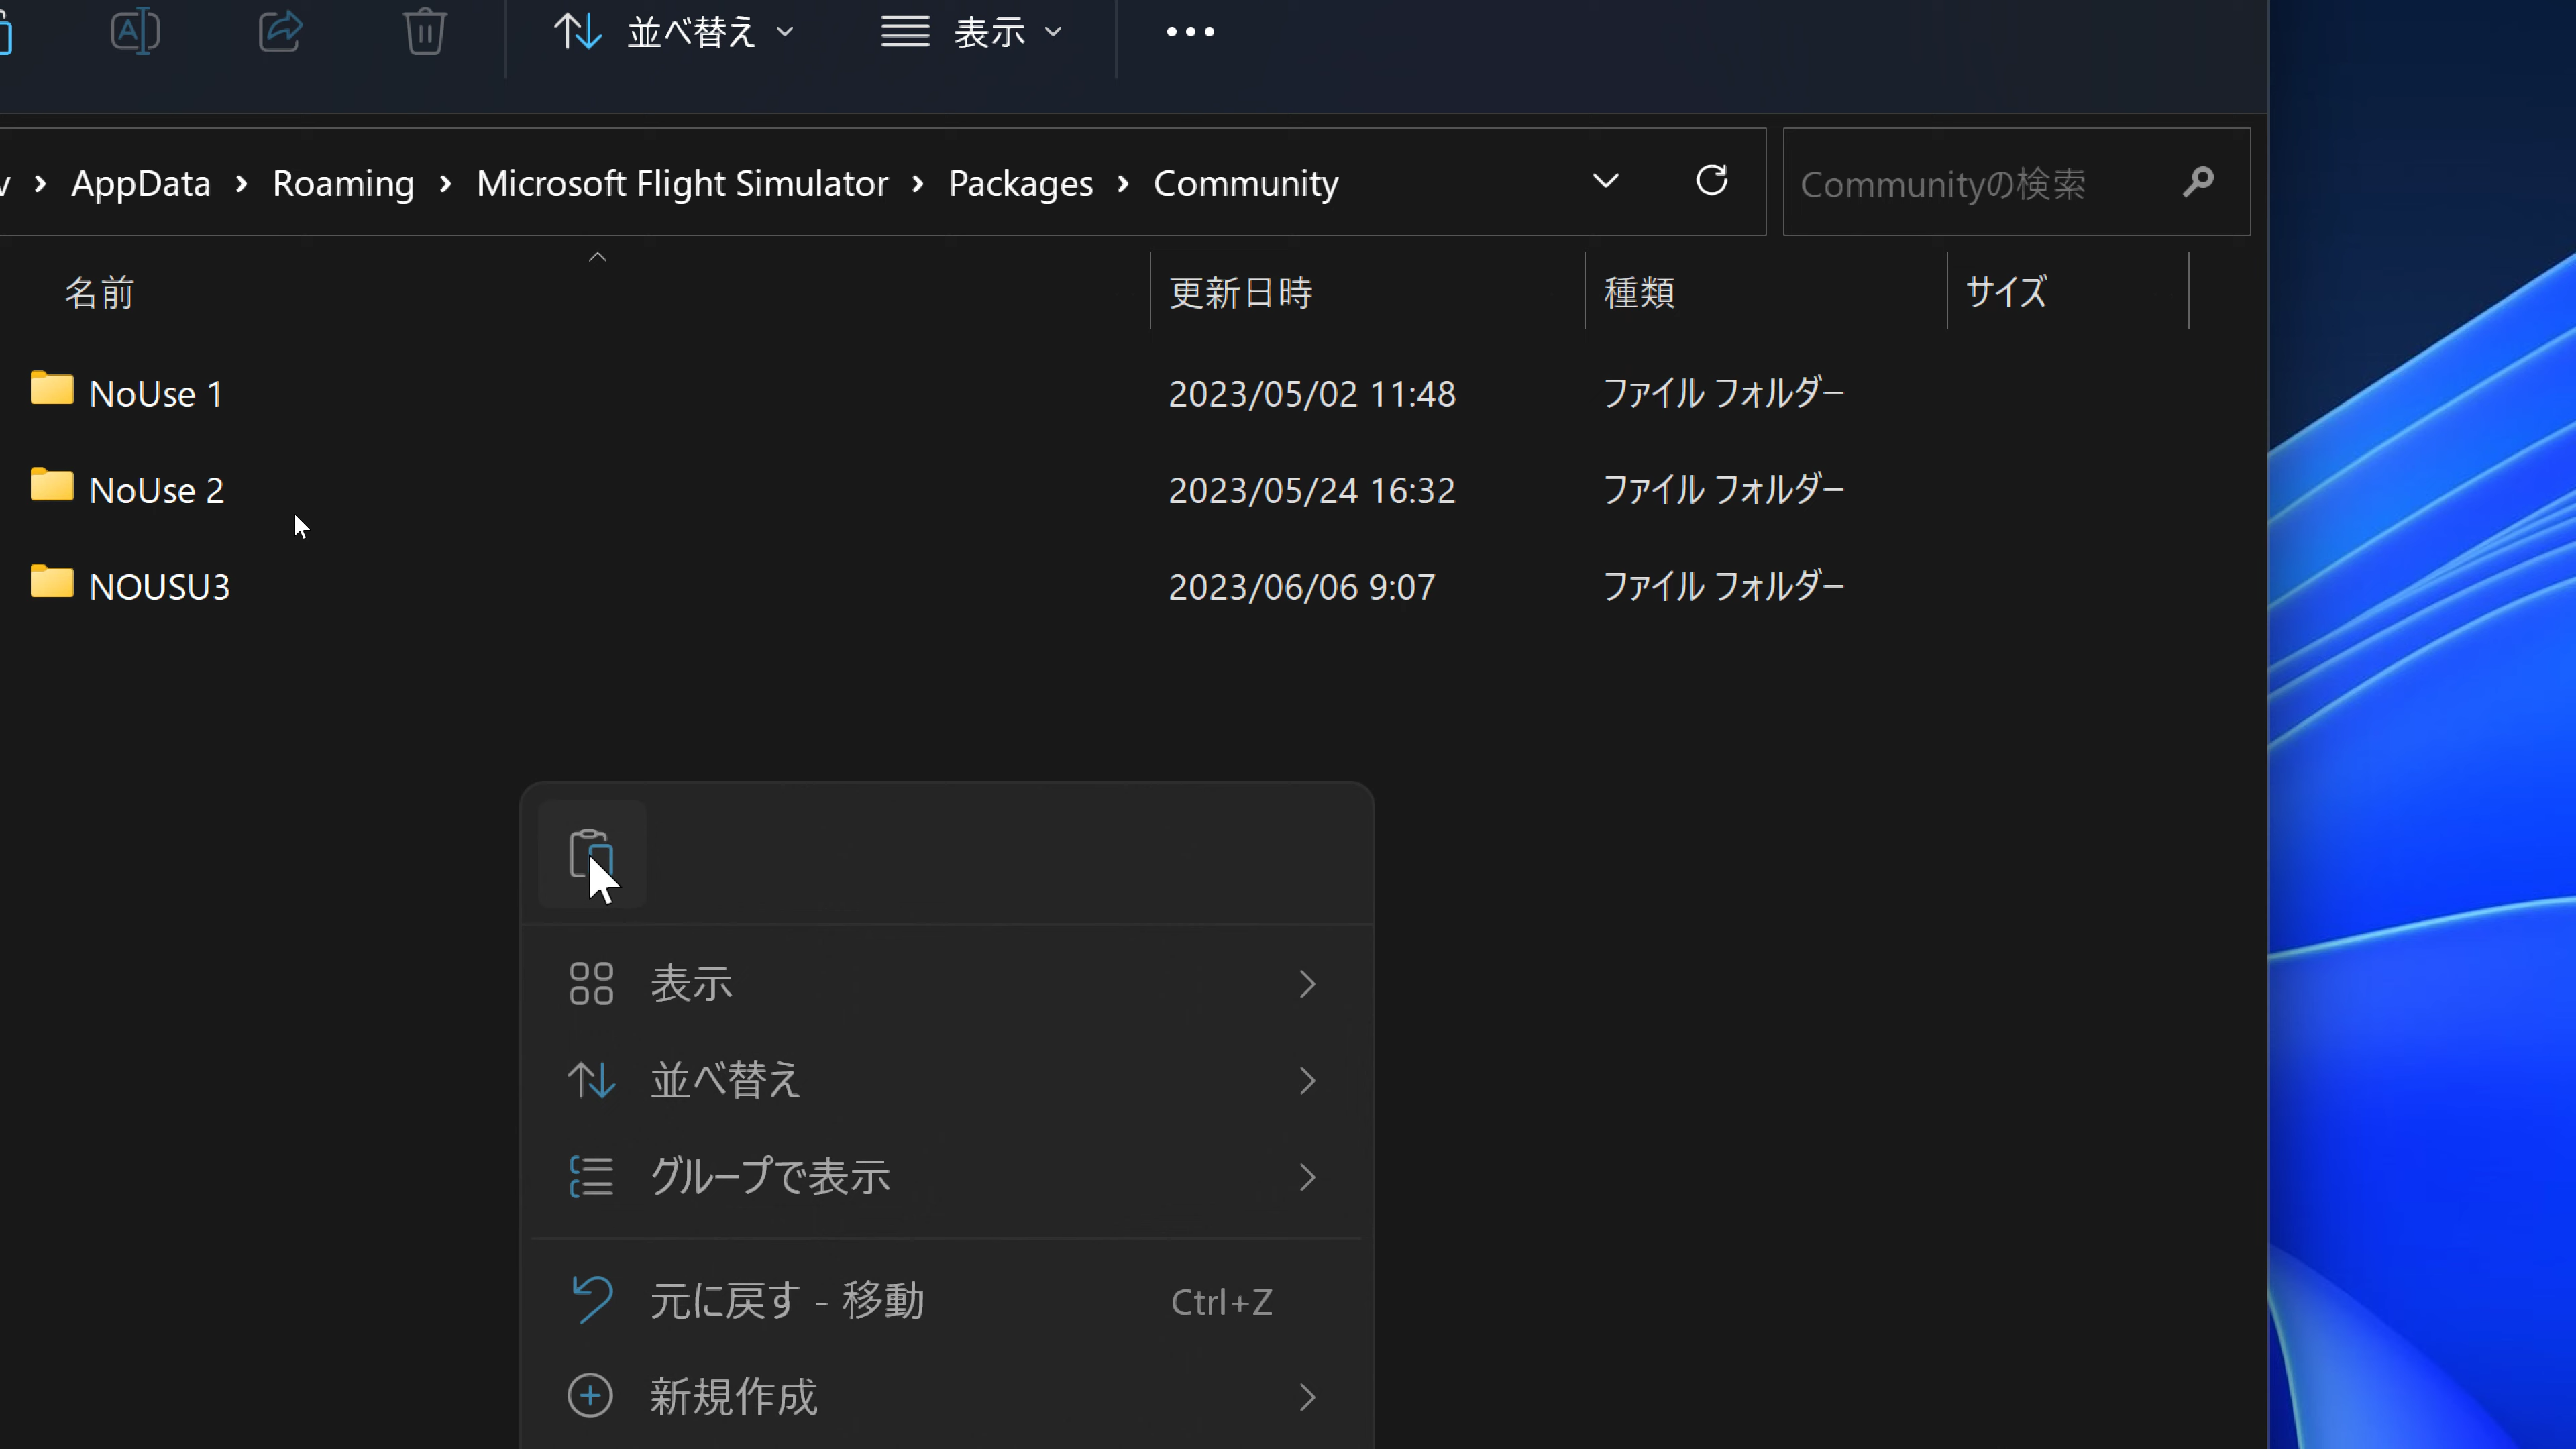 並べ替え 表示 •••
AppData › Roaming › Microsoft Flight Simulator › Packages › Community
Communityの検索
名前 更新日時 種類 サイズ
NoUse 1 2023/05/02 11:48 ファイル フォルダー
NoUse 2 2023/05/24 16:32 ファイル フォルダー
NOUSU3 2023/06/06 9:07 ファイル フォルダー
表示
並べ替え
グループで表示
元に戻す - 移動 Ctrl+Z
新規作成